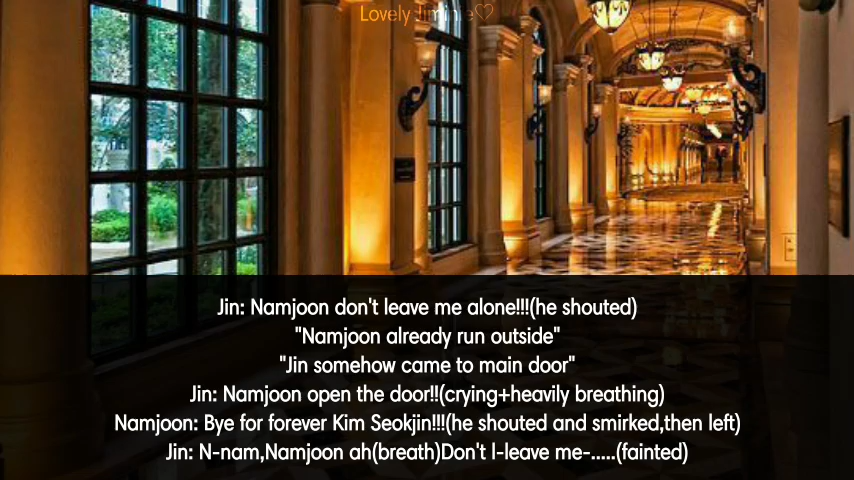 Lovely Jiminie♡
Jin: Namjoon don't leave me alone!!!(he shouted)
"Namjoon already run outside"
"Jin somehow came to main door"
Jin: Namjoon open the door!!(crying+heavily breathing)
Namjoon: Bye for forever Kim Seokjin!!!(he shouted and smirked,then left)
Jin: N-nam,Namjoon ah(breath)Don't l-leave me-.....(fainted)